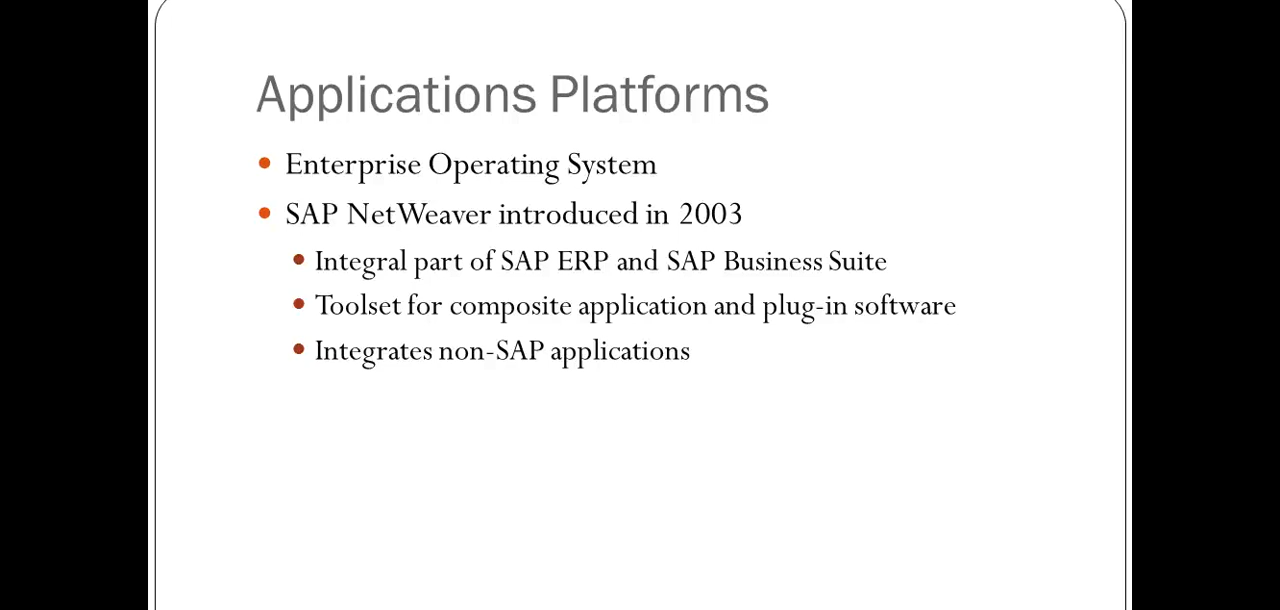 Applications Platforms
Enterprise Operating System
SAP NetWeaver introduced in 2003
Integral part of SAP ERP and SAP Business Suite
Toolset for composite application and plug-in software
Integrates non-SAP applications